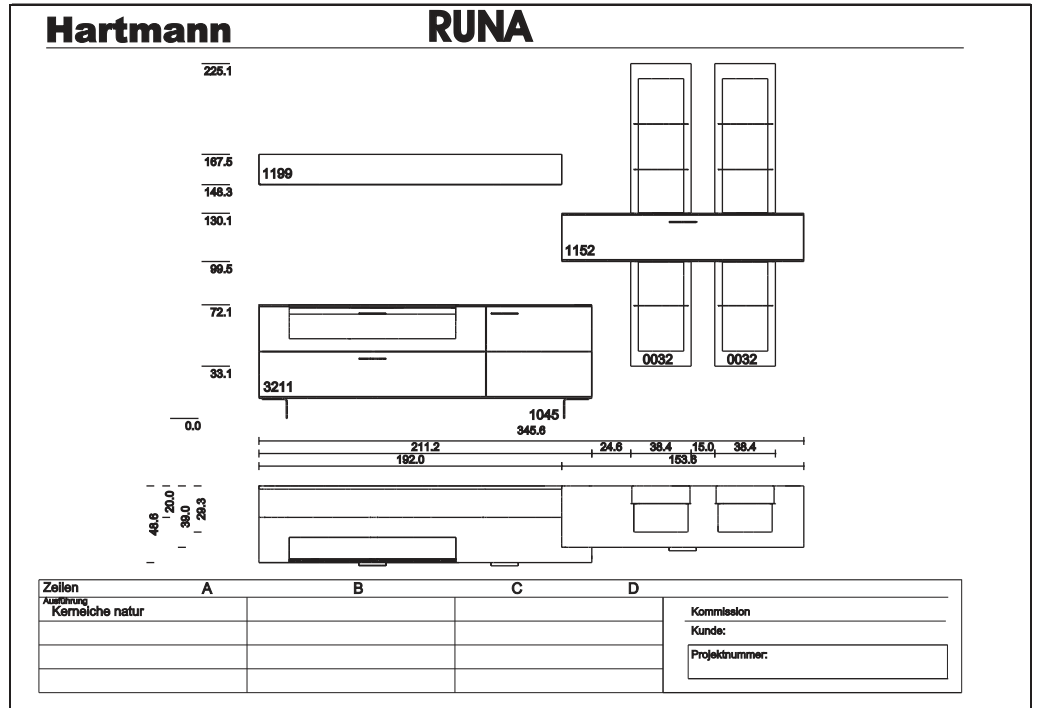 Hartmann RUNA
225.1
167.5
1199
148.3
130.1
1152
99.5
72.1
0032 0032
33.1
3211
1045
0.0
345.6
211.2 24.6 38.4 15.0 38.4
192.0 153.6
48.6 20.0 39.0 29.3
Zeilen A B C D
Ausführung
Kerneiche natur
Kommission
Kunde:
Projektnummer: